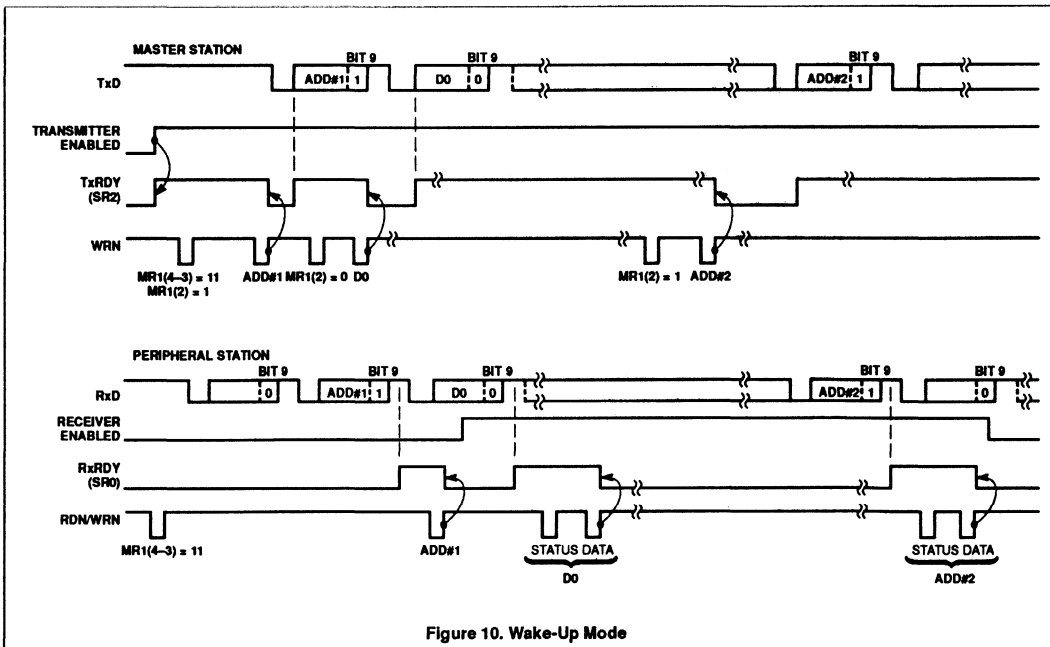 MASTER STATION
BIT 9 BIT 9 BIT 9
TxD ADD#1 1 D0 0 ADD#2 1
TRANSMITTER
ENABLED
TxRDY
(SR2)
WRN
MR1(4–3) = 11 ADD#1 MR1(2) = 0 D0 MR1(2) = 1 ADD#2
MR1(2) = 1
PERIPHERAL STATION
BIT 9 BIT 9 BIT 9 BIT 9 BIT 9
RxD 0 ADD#1 1 D0 0 ADD#2 1 0
RECEIVER
ENABLED
RxRDY
(SR0)
RDN/WRN
MR1(4–3) = 11 ADD#1 STATUS DATA STATUS DATA
D0 ADD#2
Figure 10. Wake-Up Mode